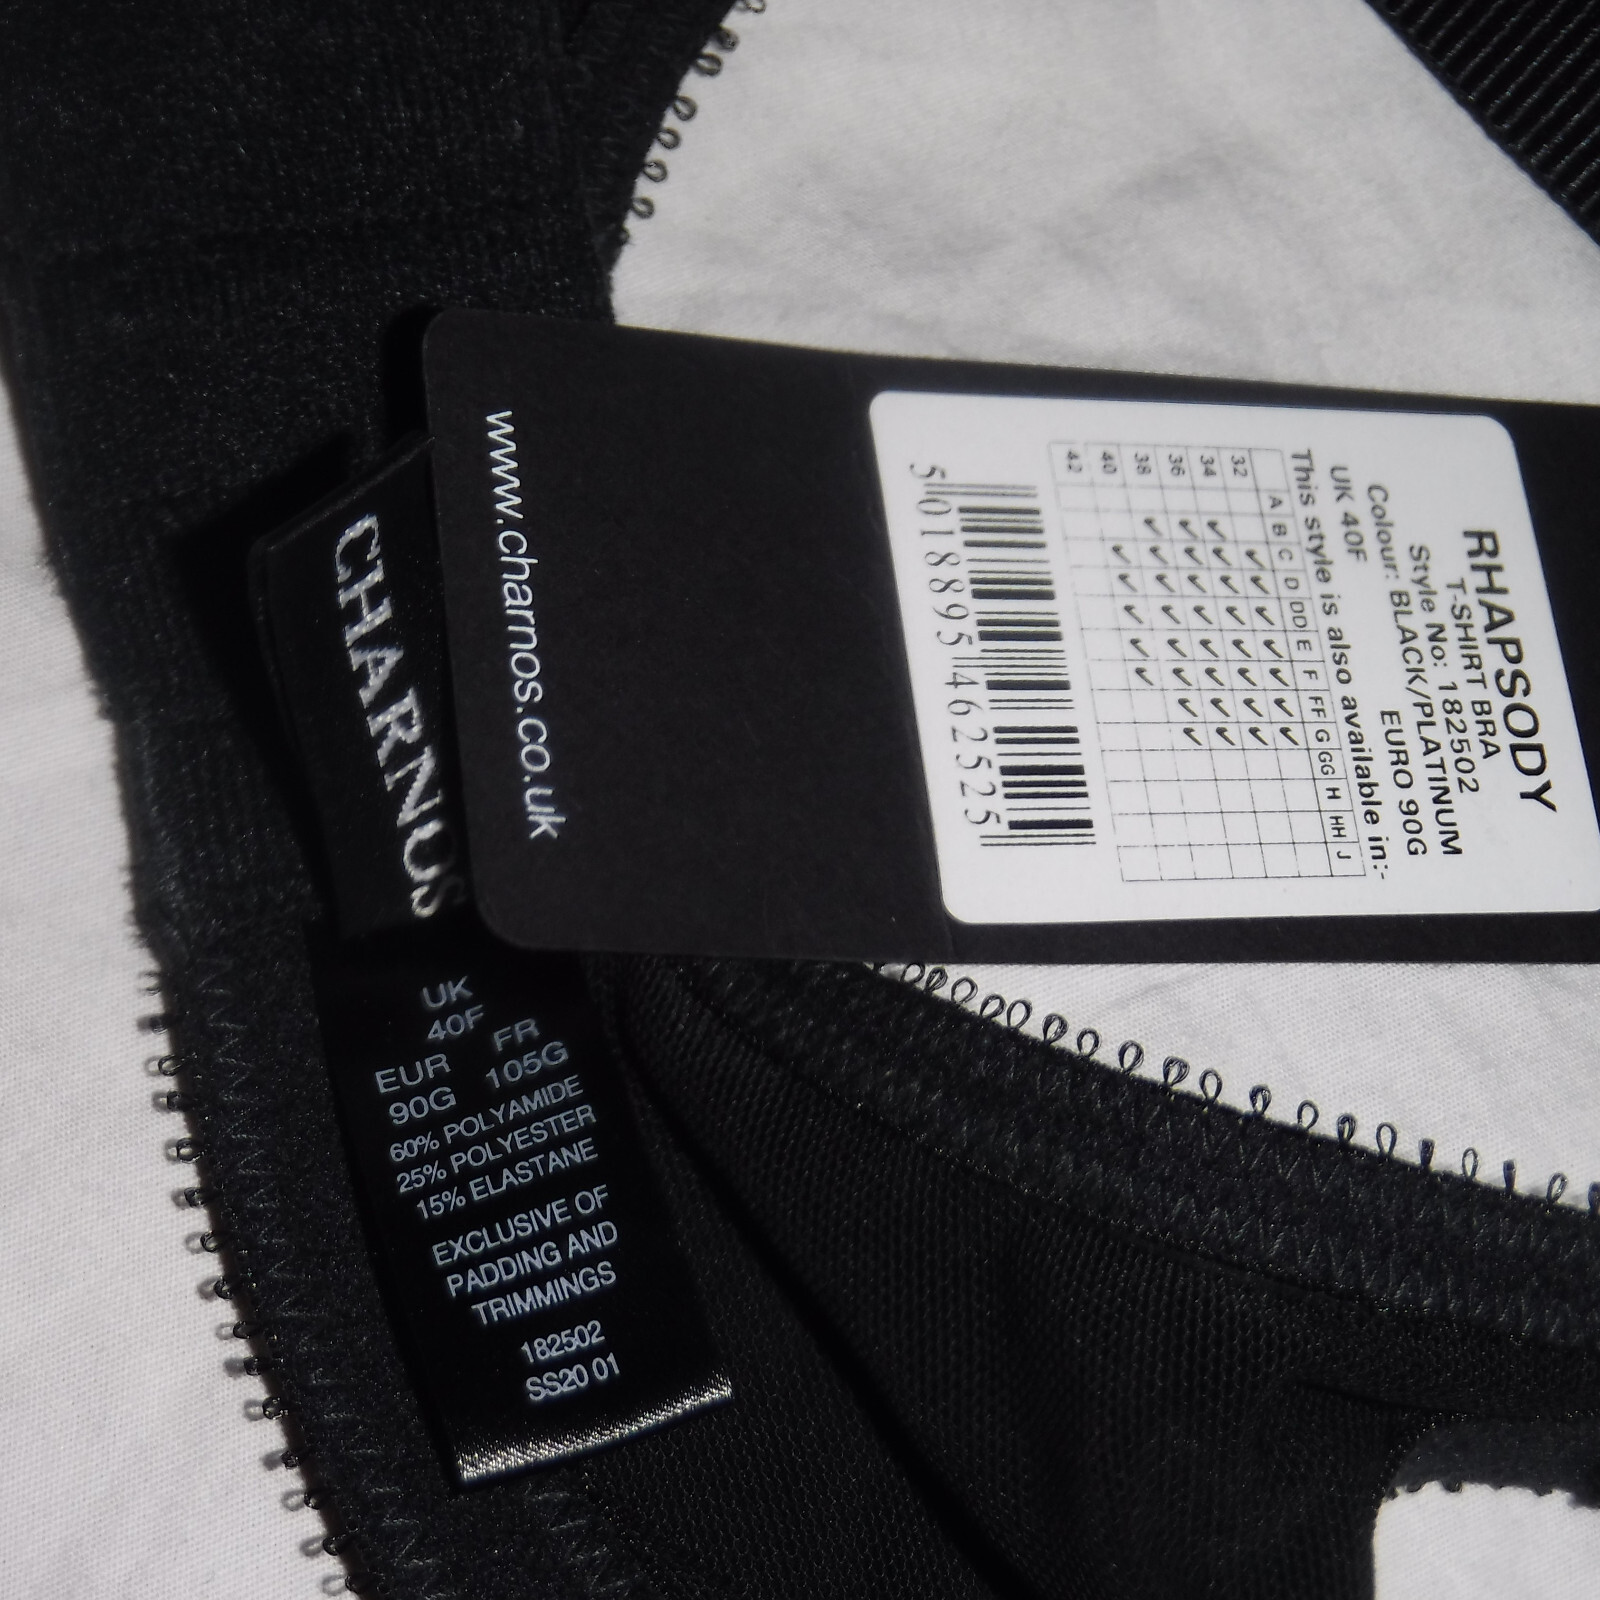 RHAPSODY
T-SHIRT BRA
Style No: 182502
Colour: BLACK/PLATINUM
UK 40F EURO 90G
This style is also available in:-
A B C D DD E F FF G GG H HH J
32 ✓ ✓ ✓ ✓ ✓ ✓ ✓
34 ✓ ✓ ✓ ✓ ✓ ✓ ✓ ✓
36 ✓ ✓ ✓ ✓ ✓ ✓ ✓ ✓
38 ✓ ✓ ✓ ✓ ✓ ✓ ✓ ✓
40 ✓ ✓ ✓ ✓ ✓
42
5 018895 462525
www.charnos.co.uk
CHARNOS
UK
40F
EUR FR
90G 105G
60% POLYAMIDE
25% POLYESTER
15% ELASTANE
EXCLUSIVE OF
PADDING AND
TRIMMINGS
182502
SS20 01